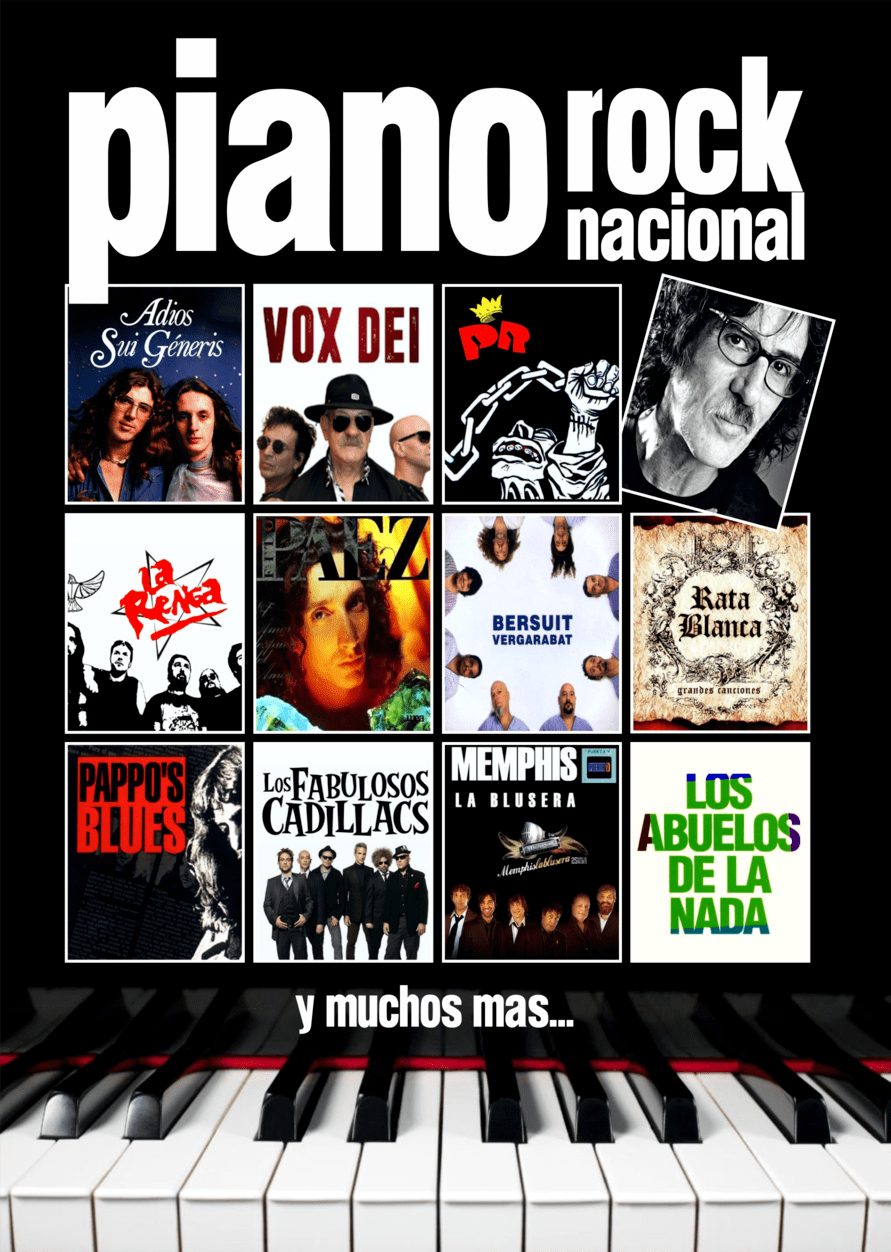 piano rock
nacional
Adios
Sui Géneris
VOX DEI
PR
La
Renga
PAEZ
BERSUIT
VERGARABAT
Rata
Blanca
grandes canciones
PAPPO'S
BLUES
LOS FABULOSOS
CADILLACS
MEMPHIS
LA BLUSERA
Memphislablusera
LOS
ABUELOS
DE LA
NADA
y muchos mas...